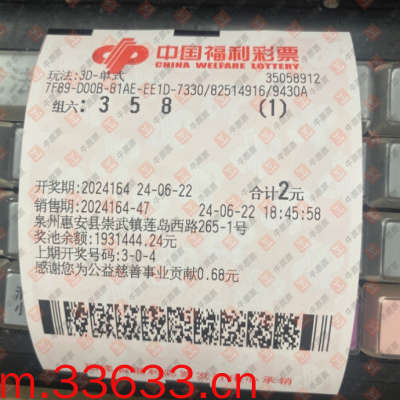 中国福利彩票
CHINA WELFARE LOTTERY
玩法:3D-单式 35058912
7F89-D00B-81AE-EE1D-7330/82514916/9430A
组六: 3 5 8 (1)
开奖期:2024164 24-06-22 合计2元
销售期:2024164-47 24-06-22 18:45:58
泉州惠安县崇武镇莲岛西路265-1号
奖池余额:1931444.24元
上期开奖号码:3-0-4
感谢您为公益慈善事业贡献0.68元
m.33633.cn